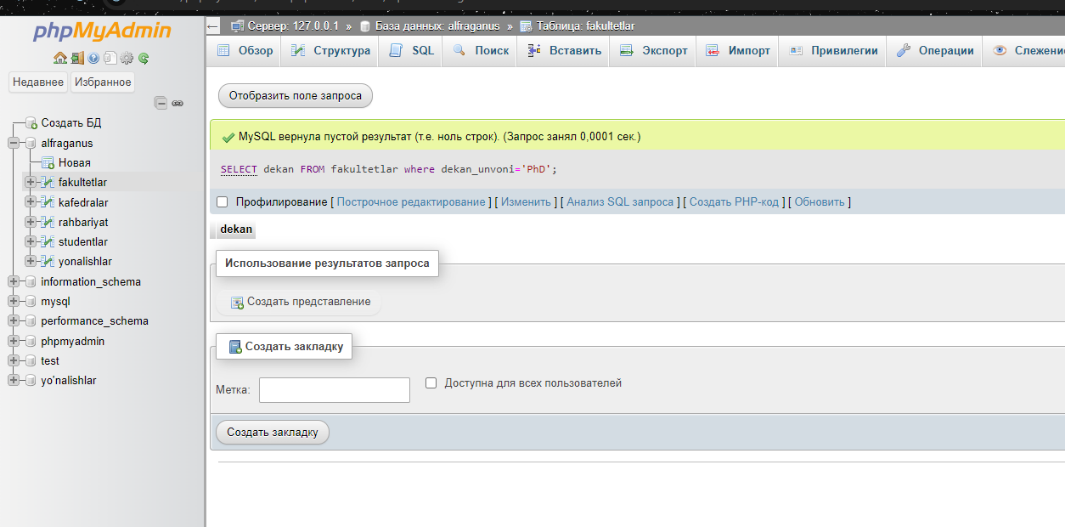 phpMyAdmin
Недавнее Избранное
Создать БД
alfraganus
Новая
fakultetlar
kafedralar
rahbariyat
studentlar
yonalishlar
information_schema
mysql
performance_schema
phpmyadmin
test
yo'nalishlar
Сервер: 127.0.0.1 » База данных: alfraganus » Таблица: fakultetlar
Обзор Структура SQL Поиск Вставить Экспорт Импорт Привилегии Операции Слежени
Отобразить поле запроса
MySQL вернула пустой результат (т.е. ноль строк). (Запрос занял 0,0001 сек.)
SELECT dekan FROM fakultetlar where dekan_unvoni='PhD';
Профилирование [ Построчное редактирование ] [ Изменить ] [ Анализ SQL запроса ] [ Создать PHP-код ] [ Обновить ]
dekan
Использование результатов запроса
Создать представление
Создать закладку
Метка: Доступна для всех пользователей
Создать закладку